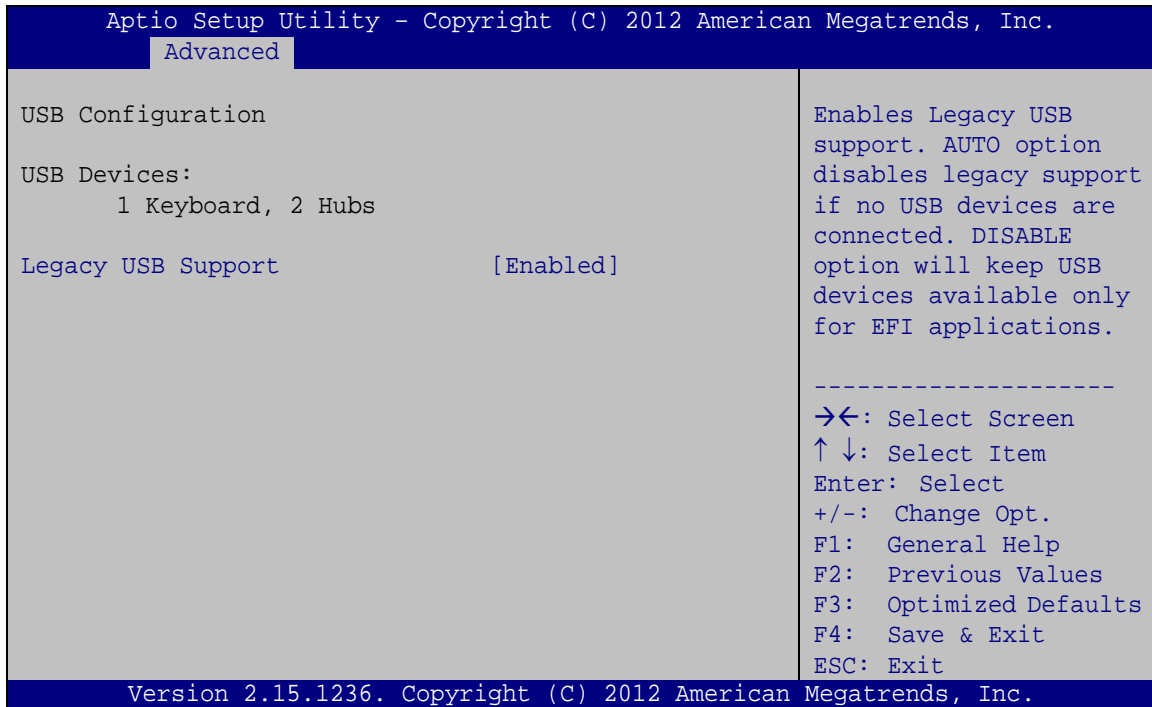 Aptio Setup Utility – Copyright (C) 2012 American Megatrends, Inc.
Advanced
USB Configuration
USB Devices:
1 Keyboard, 2 Hubs
Legacy USB Support [Enabled]
Enables Legacy USB
support. AUTO option
disables legacy support
if no USB devices are
connected. DISABLE
option will keep USB
devices available only
for EFI applications.
---------------------
→←: Select Screen
↑ ↓: Select Item
Enter: Select
+/-: Change Opt.
F1: General Help
F2: Previous Values
F3: Optimized Defaults
F4: Save & Exit
ESC: Exit
Version 2.15.1236. Copyright (C) 2012 American Megatrends, Inc.